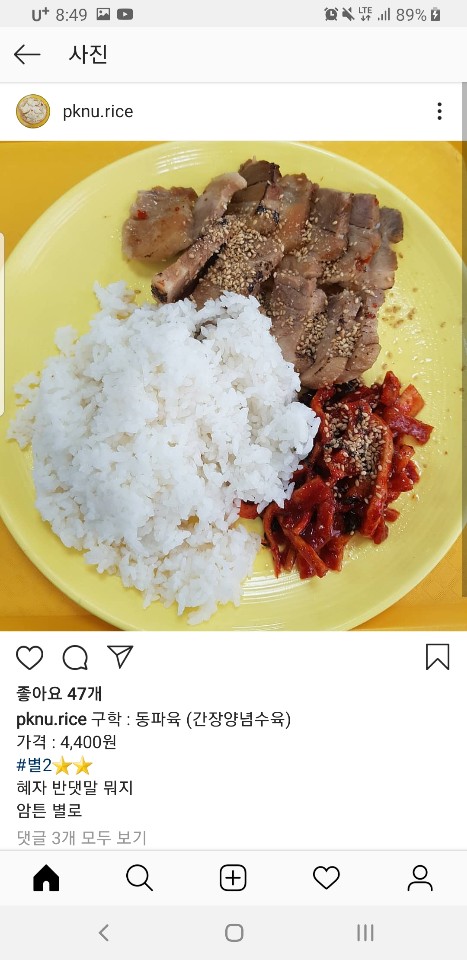 U+ 8:49 LTE 89%
사진
pknu.rice
좋아요 47개
pknu.rice 구학 : 동파육 (간장양념수육)
가격 : 4,400원
#별2⭐⭐
혜자 반댓말 뭐지
암튼 별로
댓글 3개 모두 보기